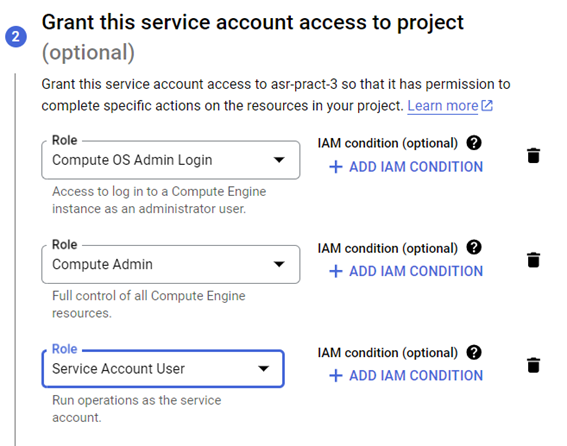 2
Grant this service account access to project
(optional)
Grant this service account access to asr-pract-3 so that it has permission to
complete specific actions on the resources in your project. Learn more
Role
Compute OS Admin Login
IAM condition (optional) ?
+ ADD IAM CONDITION
Access to log in to a Compute Engine
instance as an administrator user.
Role
Compute Admin
IAM condition (optional) ?
+ ADD IAM CONDITION
Full control of all Compute Engine
resources.
Role
Service Account User
IAM condition (optional) ?
+ ADD IAM CONDITION
Run operations as the service
account.